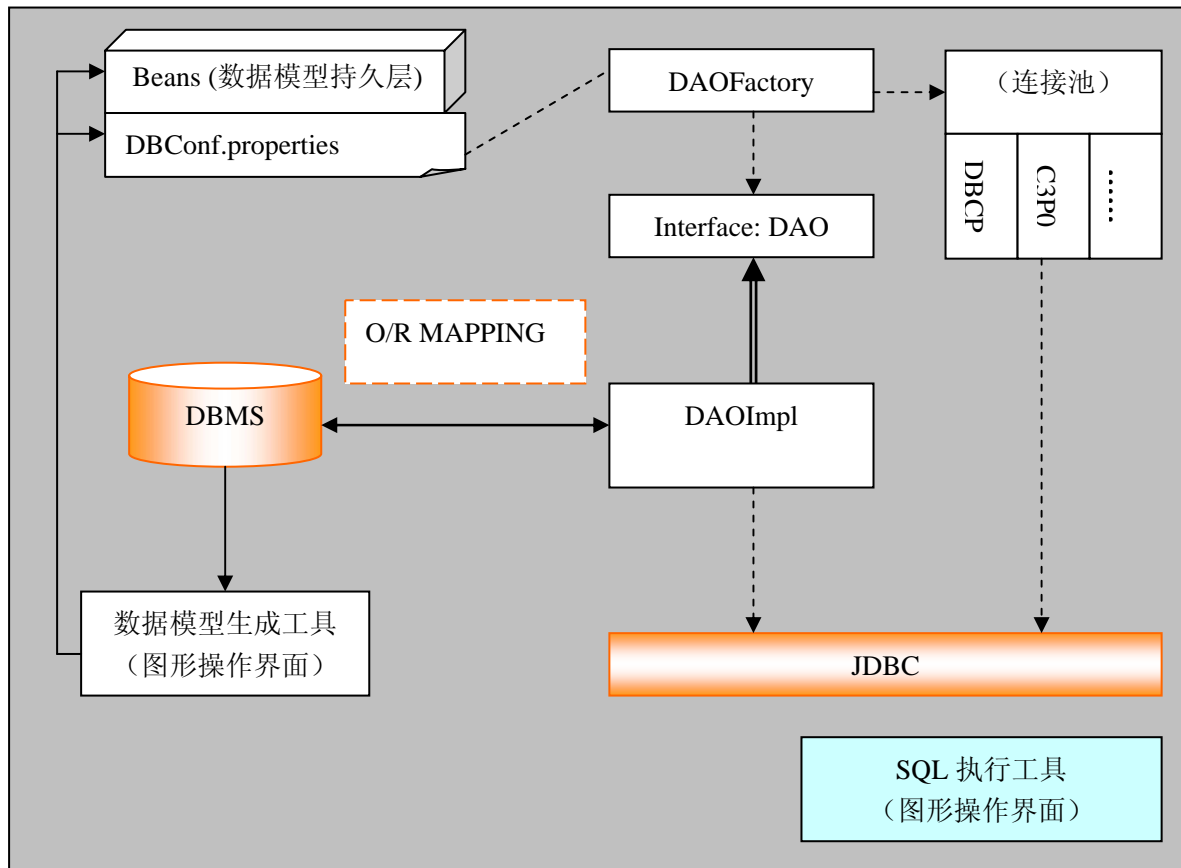 Beans (数据模型持久层)
DBConf.properties
DAOFactory
（连接池）
DBCP
C3P0
……
Interface: DAO
O/R MAPPING
DBMS
DAOImpl
数据模型生成工具
（图形操作界面）
JDBC
SQL 执行工具
（图形操作界面）